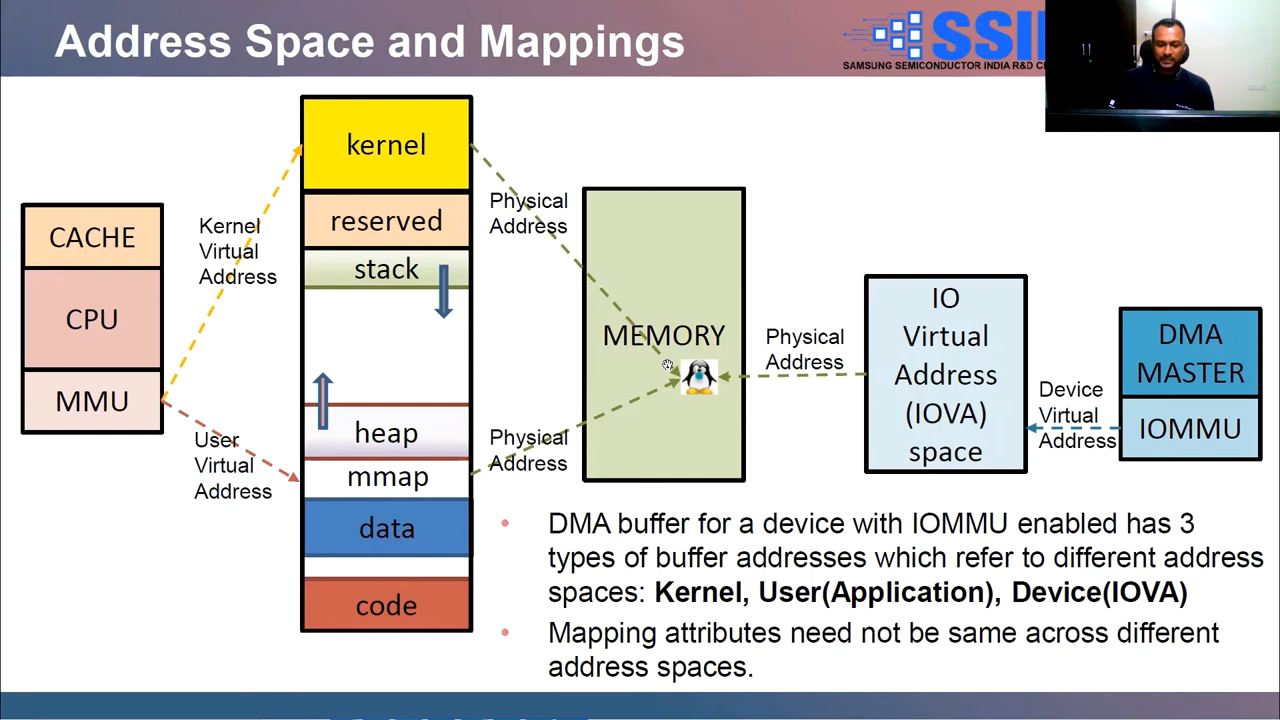 Address Space and Mappings
SSI
SAMSUNG SEMICONDUCTOR INDIA R&D
CACHE
CPU
MMU
Kernel
Virtual
Address
User
Virtual
Address
kernel
reserved
stack
heap
mmap
data
code
Physical
Address
Physical
Address
MEMORY
Physical
Address
IO
Virtual
Address
(IOVA)
space
Device
Virtual
Address
DMA
MASTER
IOMMU
• DMA buffer for a device with IOMMU enabled has 3
types of buffer addresses which refer to different address
spaces: Kernel, User(Application), Device(IOVA)
• Mapping attributes need not be same across different
address spaces.